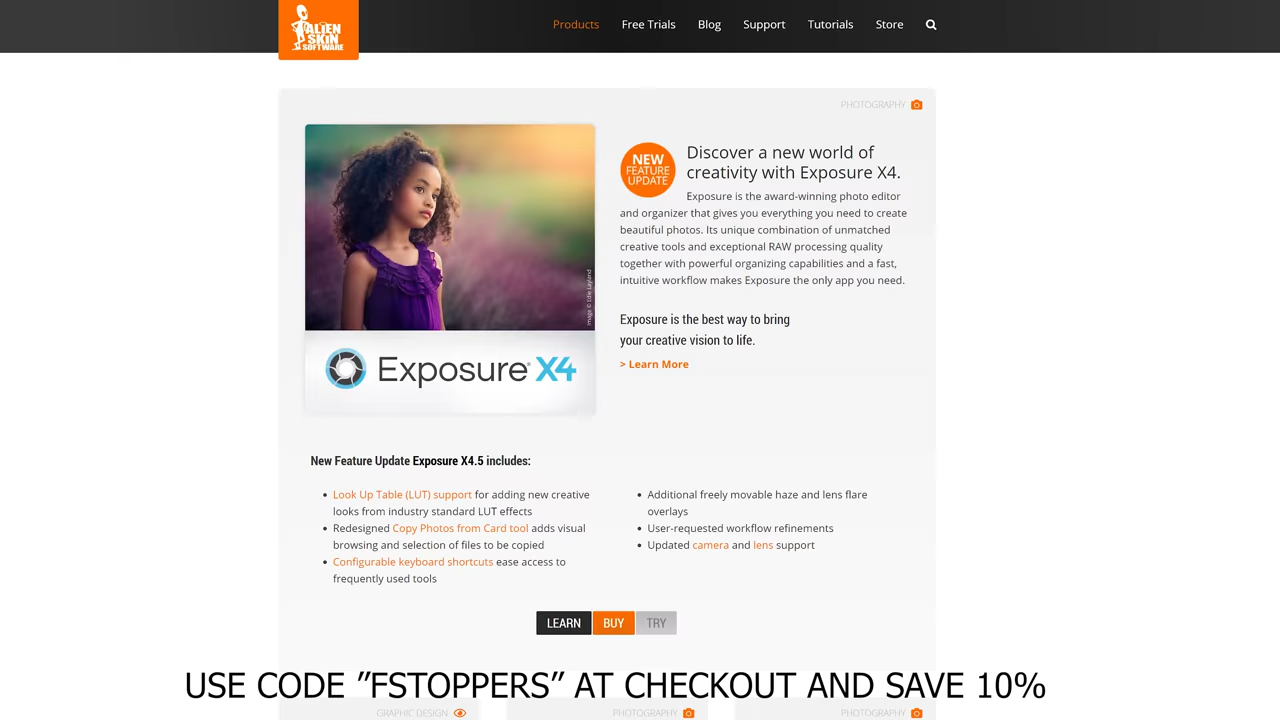 ALIEN
SKIN
SOFTWARE
Products
Free Trials
Blog
Support
Tutorials
Store
PHOTOGRAPHY
Image © Edie Layland
Exposure® X4
NEW
FEATURE
UPDATE
Discover a new world of
creativity with Exposure X4.
Exposure is the award-winning photo editor
and organizer that gives you everything you need to create
beautiful photos. Its unique combination of unmatched
creative tools and exceptional RAW processing quality
together with powerful organizing capabilities and a fast,
intuitive workflow makes Exposure the only app you need.
Exposure is the best way to bring
your creative vision to life.
> Learn More
New Feature Update Exposure X4.5 includes:
• Look Up Table (LUT) support for adding new creative
looks from industry standard LUT effects
• Redesigned Copy Photos from Card tool adds visual
browsing and selection of files to be copied
• Configurable keyboard shortcuts ease access to
frequently used tools
• Additional freely movable haze and lens flare
overlays
• User-requested workflow refinements
• Updated camera and lens support
LEARN
BUY
TRY
USE CODE ”FSTOPPERS” AT CHECKOUT AND SAVE 10%
GRAPHIC DESIGN
PHOTOGRAPHY
PHOTOGRAPHY